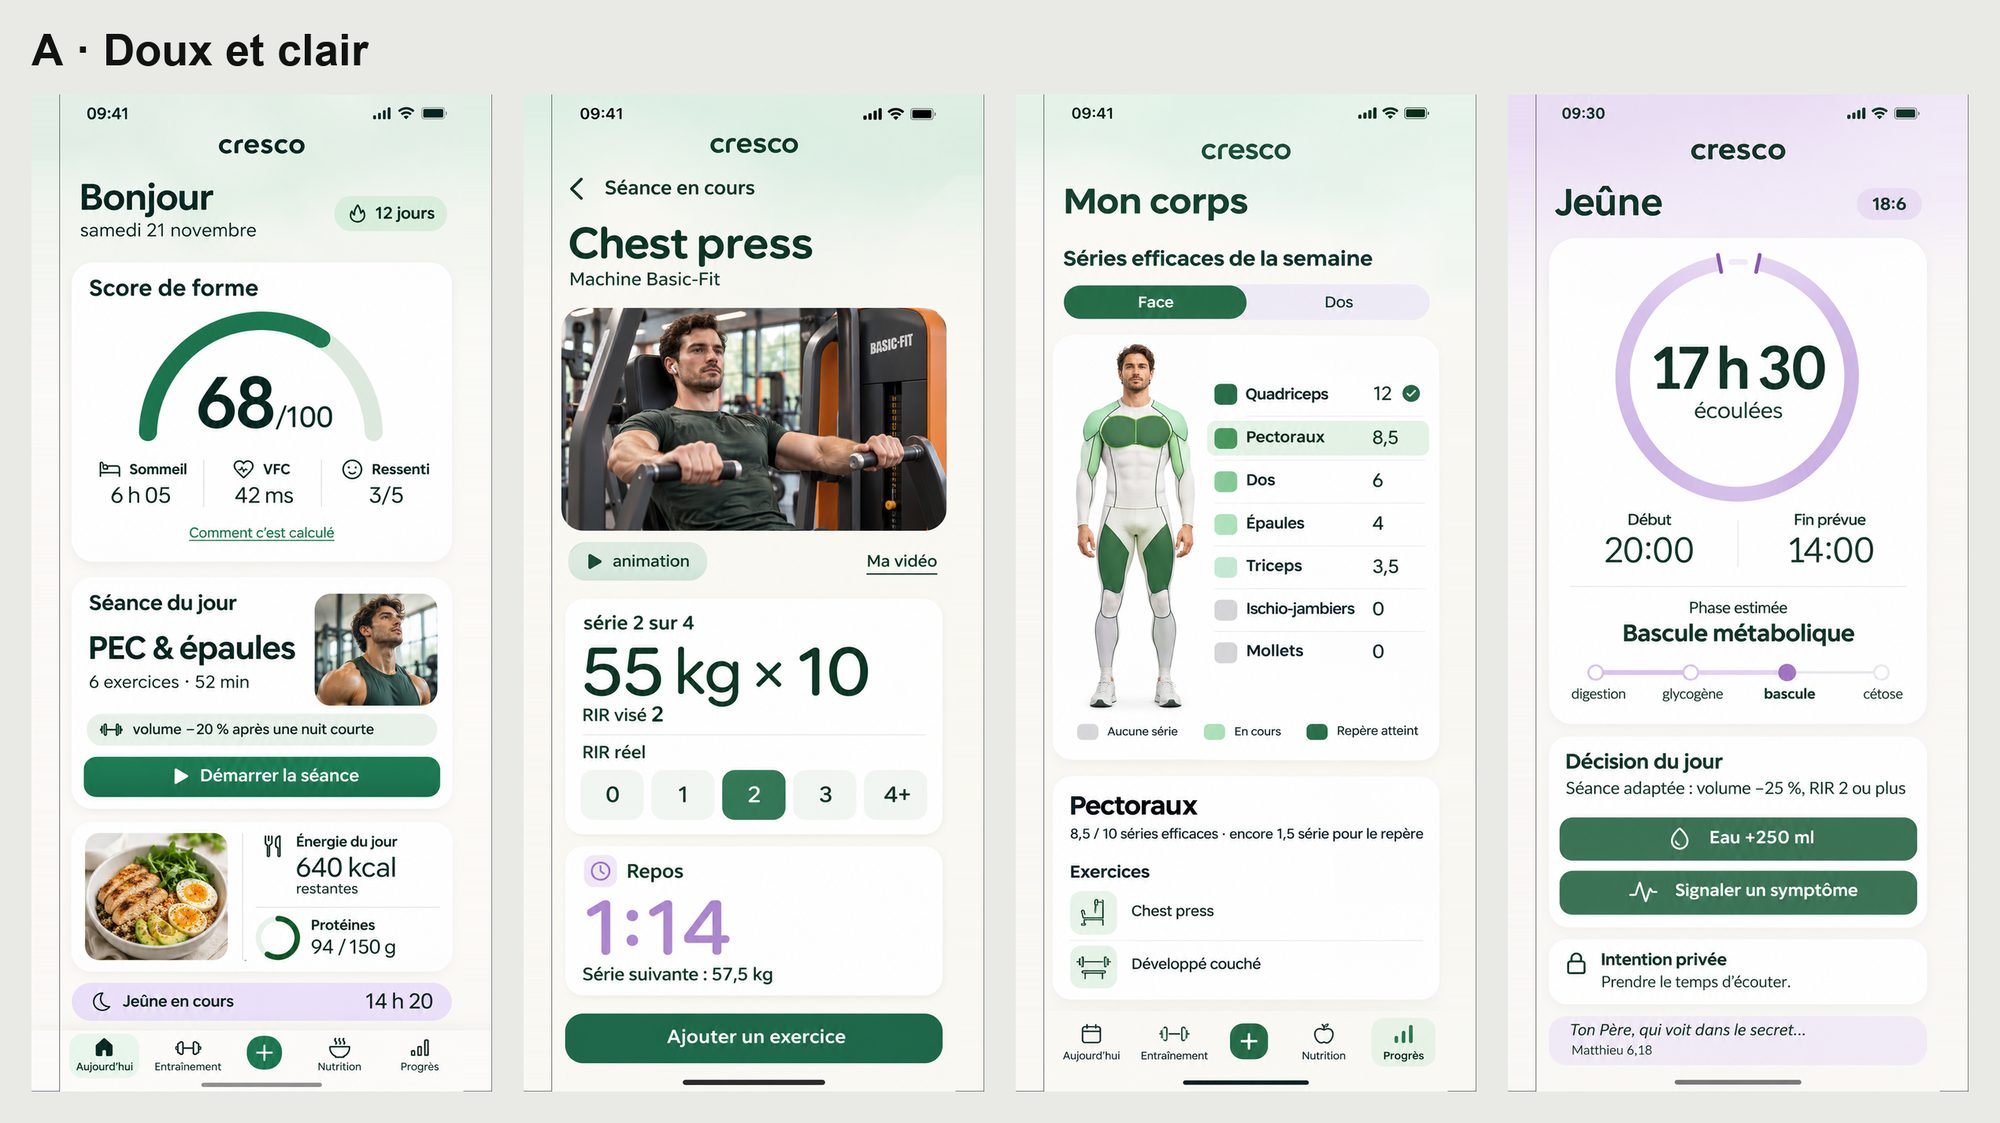 A · Doux et clair
09:41
cresco
Bonjour
samedi 21 novembre
12 jours
Score de forme
68/100
Sommeil
6 h 05
VFC
42 ms
Ressenti
3/5
Comment c'est calculé
Séance du jour
PEC & épaules
6 exercices · 52 min
volume −20 % après une nuit courte
Démarrer la séance
Énergie du jour
640 kcal
restantes
Protéines
94 / 150 g
Jeûne en cours
14 h 20
Aujourd'hui
Entraînement
Nutrition
Progrès
09:41
cresco
Séance en cours
Chest press
Machine Basic-Fit
BASIC-FIT
animation
Ma vidéo
série 2 sur 4
55 kg × 10
RIR visé 2
RIR réel
0
1
2
3
4+
Repos
1:14
Série suivante : 57,5 kg
Ajouter un exercice
09:41
cresco
Mon corps
Séries efficaces de la semaine
Face
Dos
Quadriceps 12
Pectoraux 8,5
Dos 6
Épaules 4
Triceps 3,5
Ischio-jambiers 0
Mollets 0
Aucune série
En cours
Repère atteint
Pectoraux
8,5 / 10 séries efficaces · encore 1,5 série pour le repère
Exercices
Chest press
Développé couché
Aujourd'hui
Entraînement
Nutrition
Progrès
09:30
cresco
Jeûne
18:6
17 h 30
écoulées
Début
20:00
Fin prévue
14:00
Phase estimée
Bascule métabolique
digestion
glycogène
bascule
cétose
Décision du jour
Séance adaptée : volume −25 %, RIR 2 ou plus
Eau +250 ml
Signaler un symptôme
Intention privée
Prendre le temps d'écouter.
Ton Père, qui voit dans le secret...
Matthieu 6,18